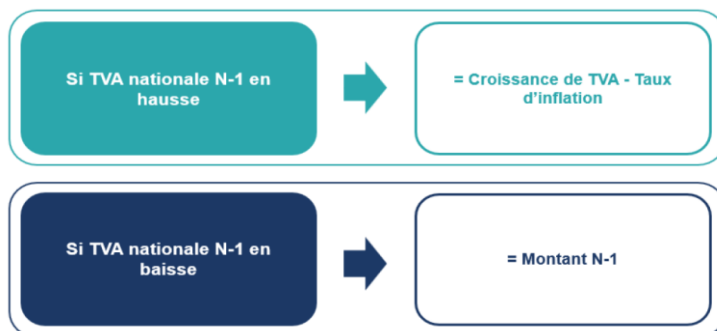 Si TVA nationale N-1 en
hausse
= Croissance de TVA - Taux
d'inflation
Si TVA nationale N-1 en
baisse
= Montant N-1